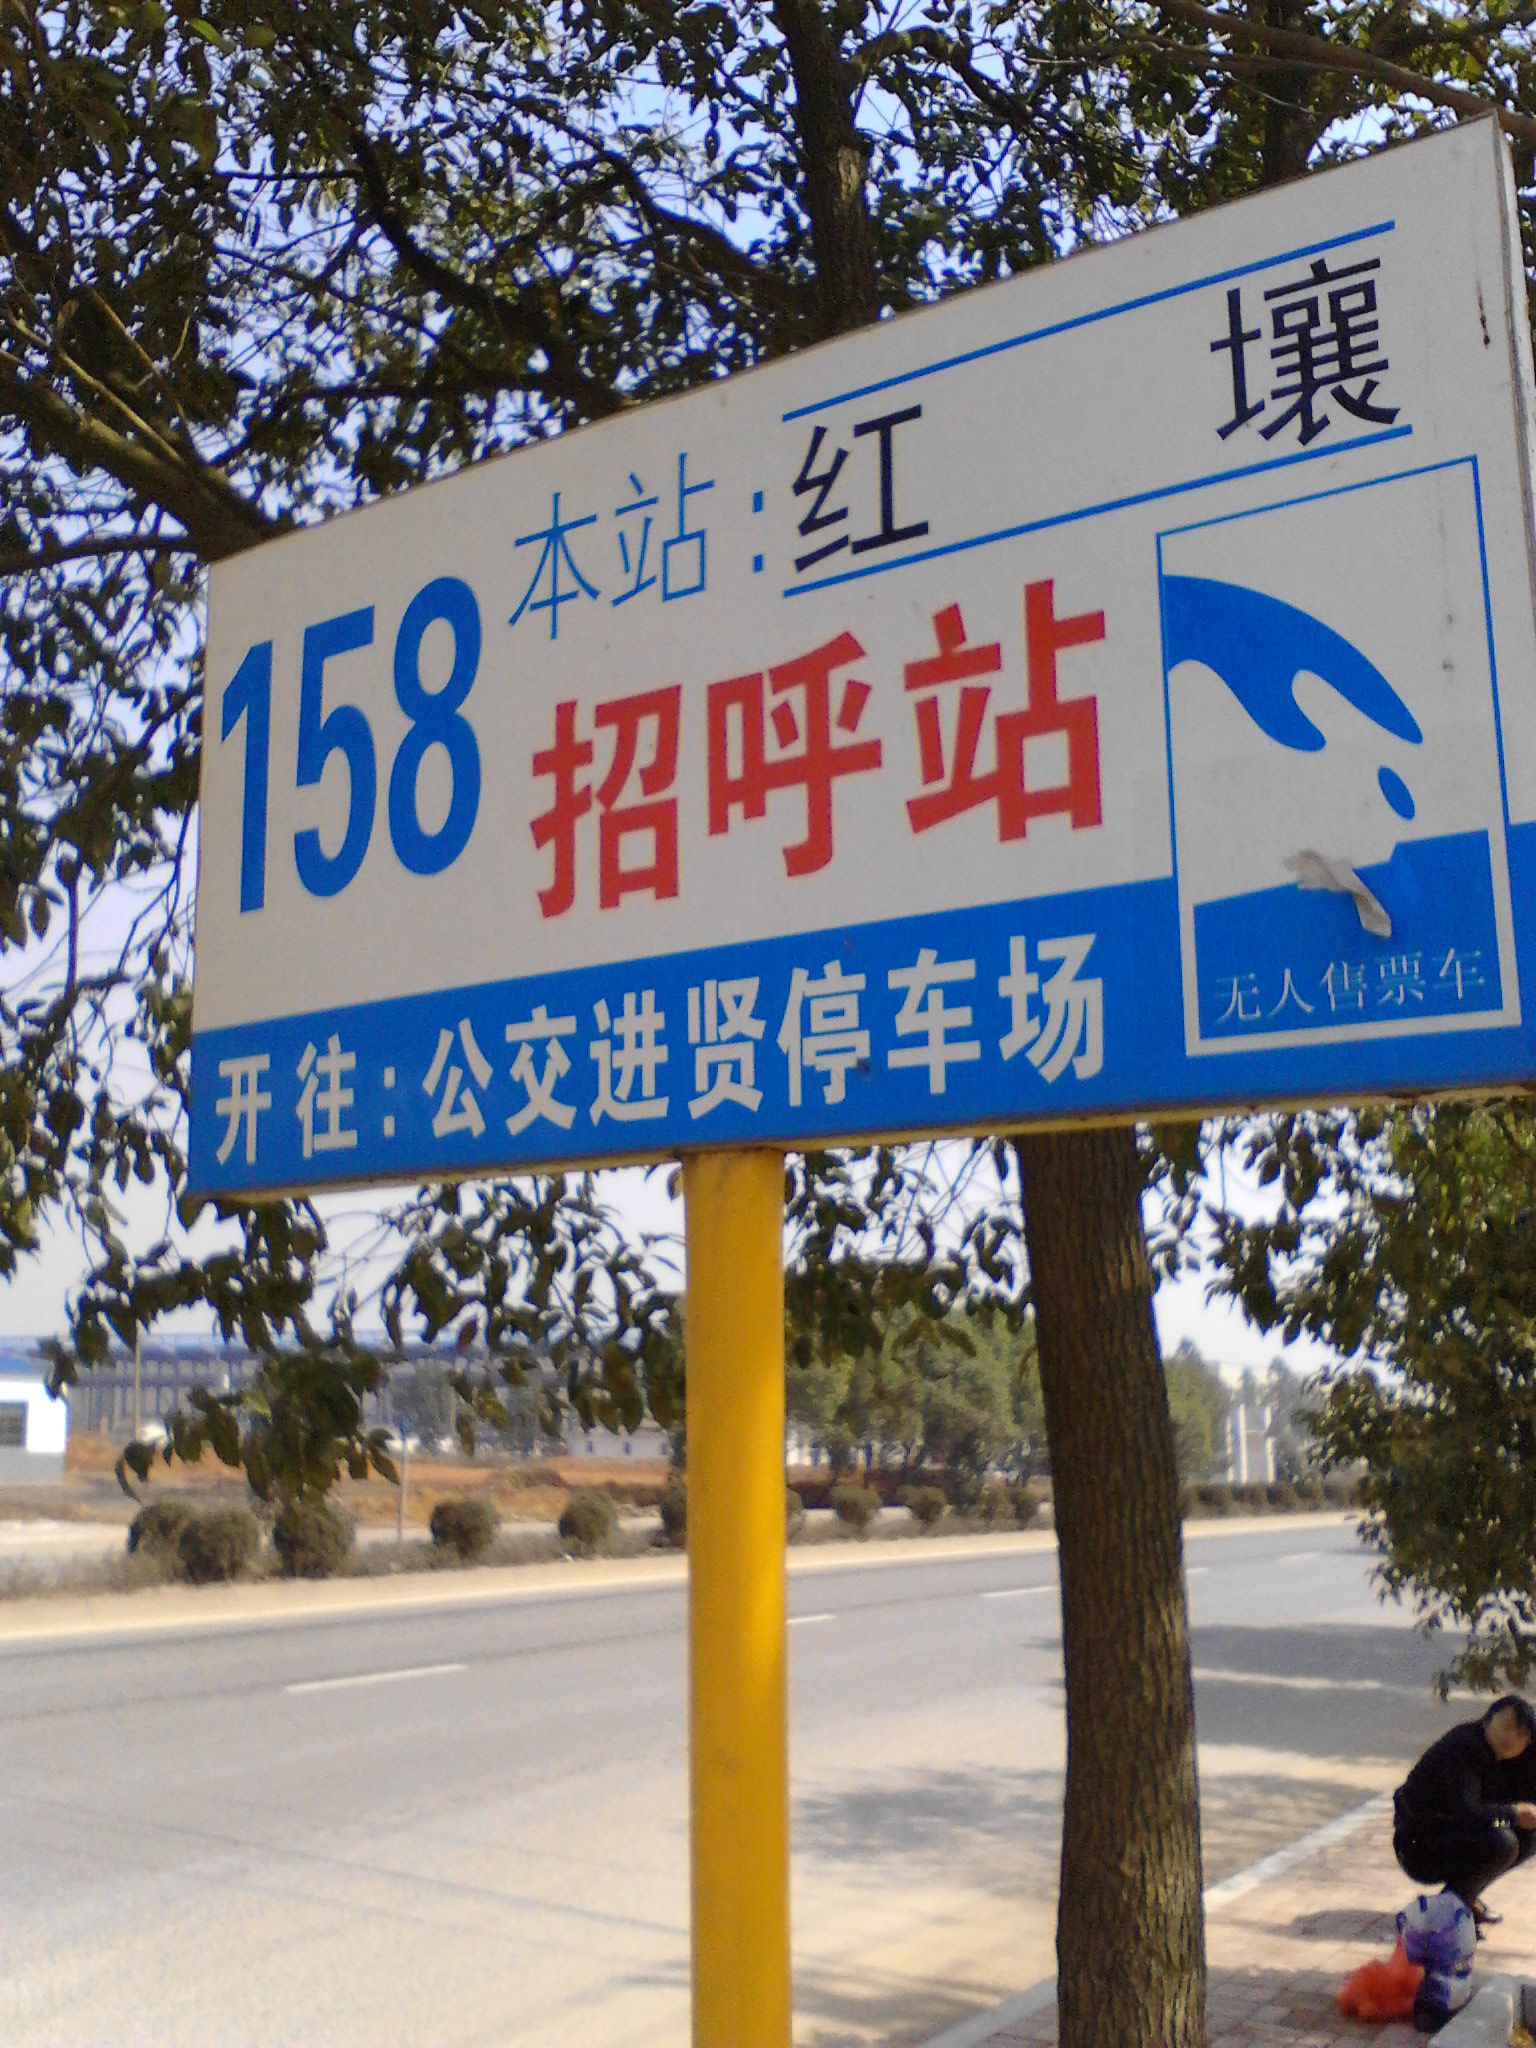 本站:红壤
158
招呼站
开往:公交进贤停车场
无人售票车